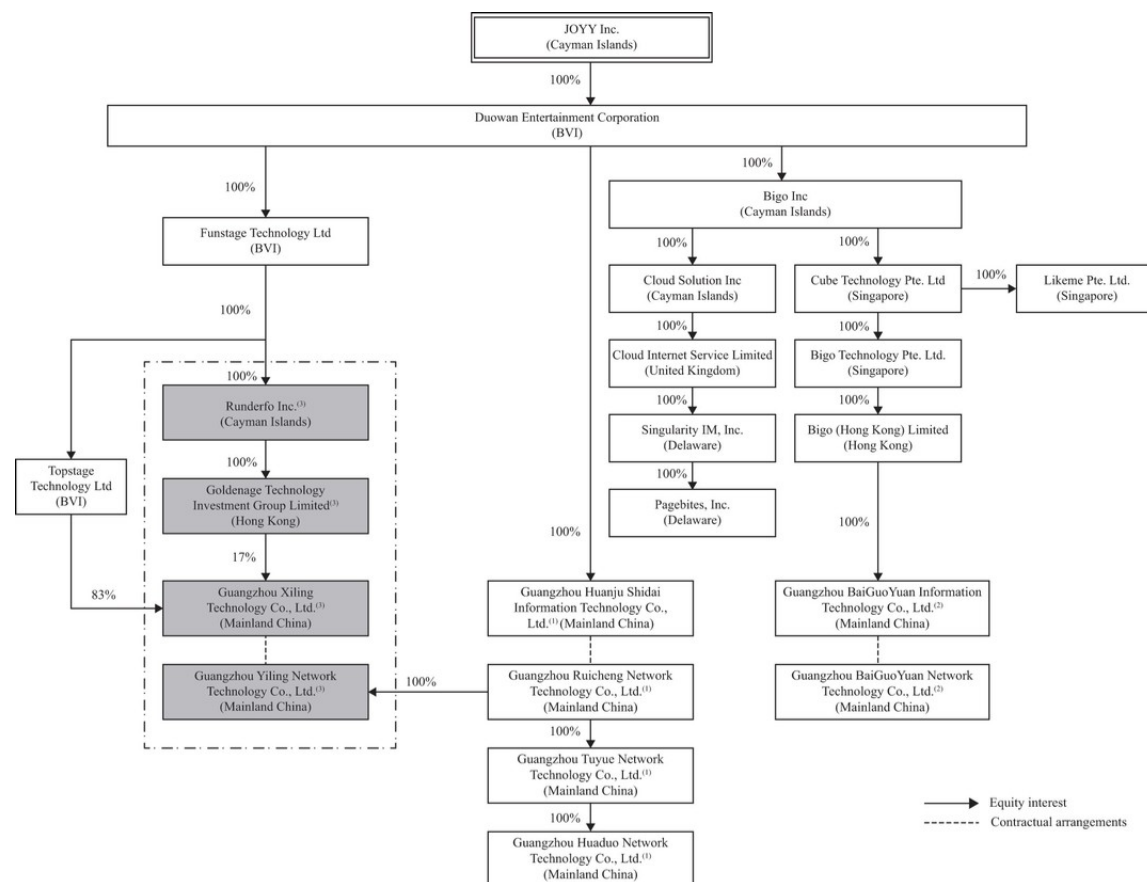 JOYY Inc.
(Cayman Islands)
100%
Duowan Entertainment Corporation
(BVI)
100%
Funstage Technology Ltd
(BVI)
100%
100%
Runderfo Inc.(3)
(Cayman Islands)
100%
Topstage
Technology Ltd
(BVI)
Goldenage Technology
Investment Group Limited(3)
(Hong Kong)
17%
83%
Guangzhou Xiling
Technology Co., Ltd.(3)
(Mainland China)
Guangzhou Yiling Network
Technology Co., Ltd.(3)
(Mainland China)
100%
100%
Guangzhou Huanju Shidai
Information Technology Co.,
Ltd.(1) (Mainland China)
Guangzhou Ruicheng Network
Technology Co., Ltd.(1)
(Mainland China)
100%
Guangzhou Tuyue Network
Technology Co., Ltd.(1)
(Mainland China)
100%
Guangzhou Huaduo Network
Technology Co., Ltd.(1)
(Mainland China)
100%
Bigo Inc
(Cayman Islands)
100%
Cloud Solution Inc
(Cayman Islands)
100%
Cloud Internet Service Limited
(United Kingdom)
100%
Singularity IM, Inc.
(Delaware)
100%
Pagebites, Inc.
(Delaware)
100%
Cube Technology Pte. Ltd
(Singapore)
100%
Likeme Pte. Ltd.
(Singapore)
100%
Bigo Technology Pte. Ltd.
(Singapore)
100%
Bigo (Hong Kong) Limited
(Hong Kong)
100%
Guangzhou BaiGuoYuan Information
Technology Co., Ltd.(2)
(Mainland China)
Guangzhou BaiGuoYuan Network
Technology Co., Ltd.(2)
(Mainland China)
Equity interest
Contractual arrangements